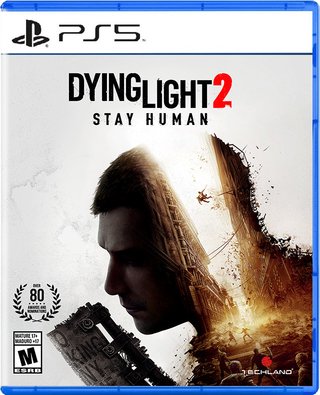 PS5
DYING LIGHT 2
STAY HUMAN
OVER
80
AWARDS AND
NOMINATIONS
MATURE 17+
MADURO +17
M
ESRB
TECHLAND